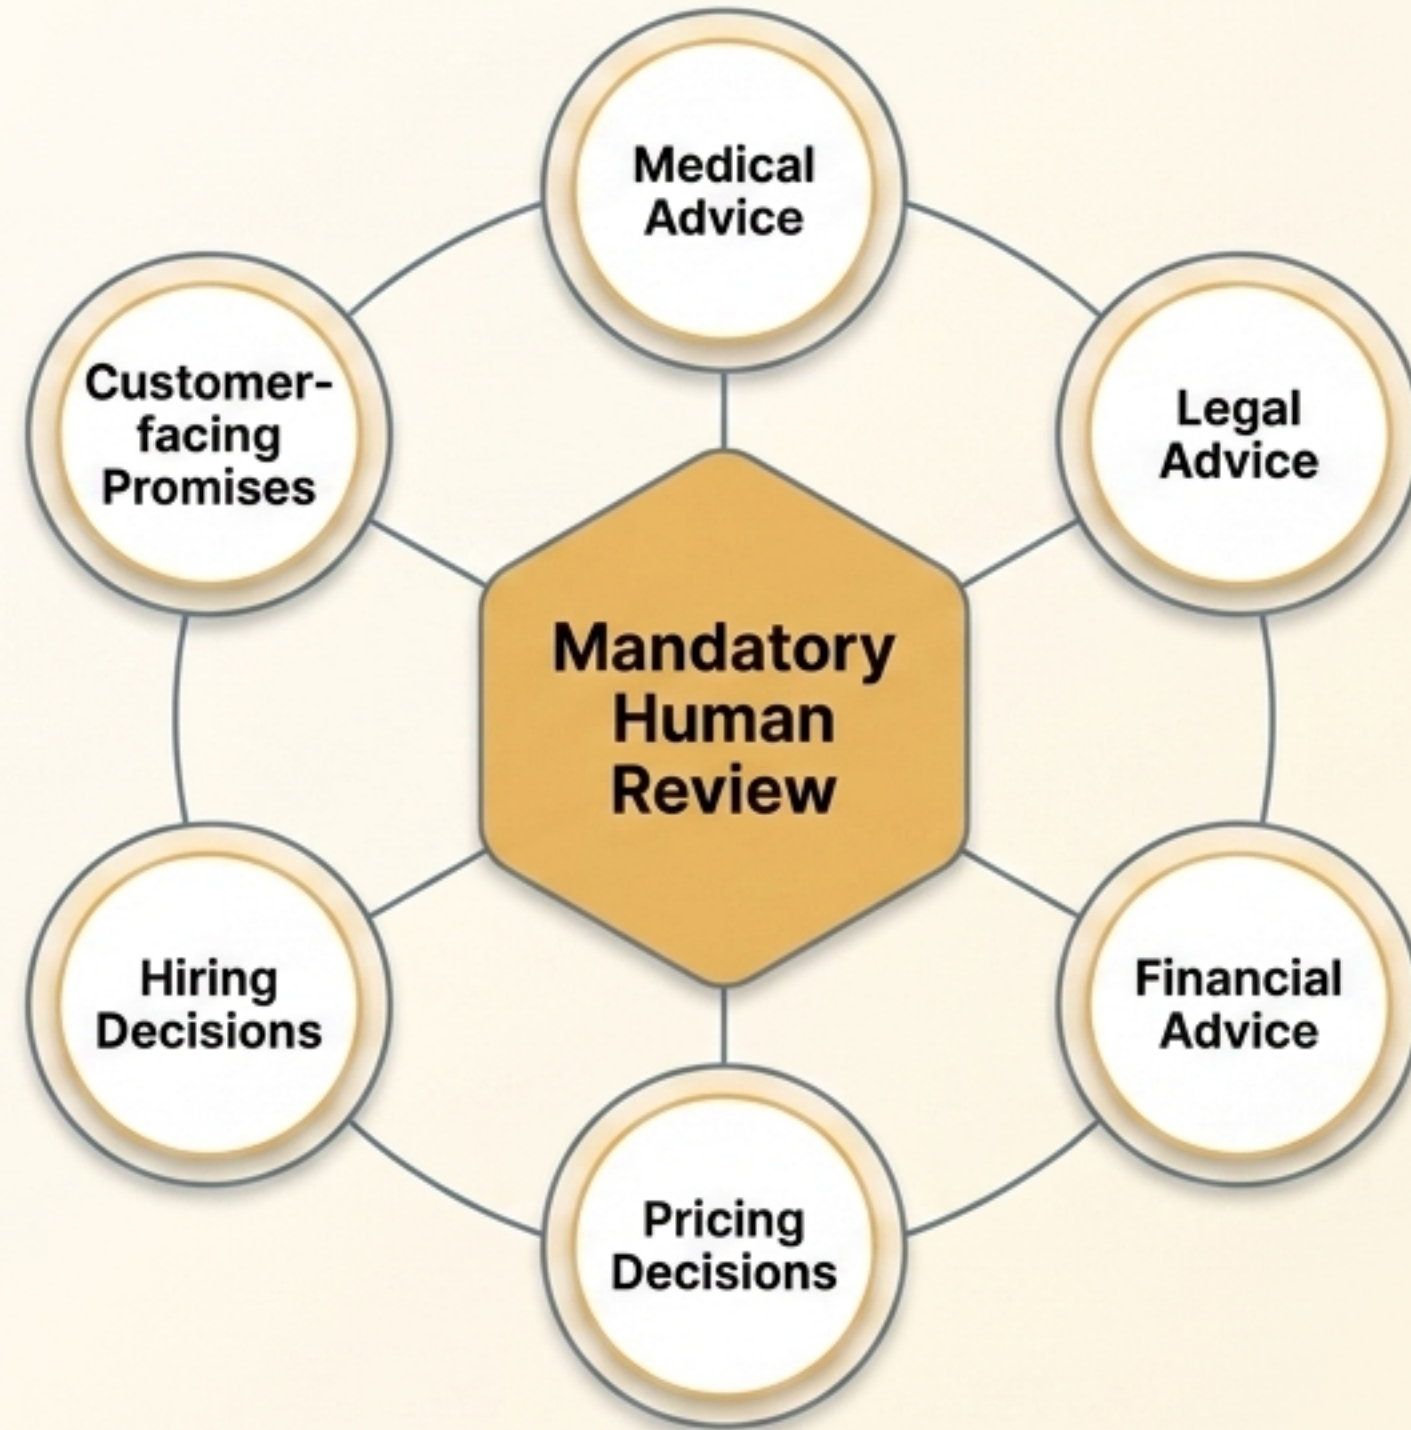 Medical
Advice
Customer-
facing
Promises
Legal
Advice
Mandatory
Human
Review
Hiring
Decisions
Financial
Advice
Pricing
Decisions